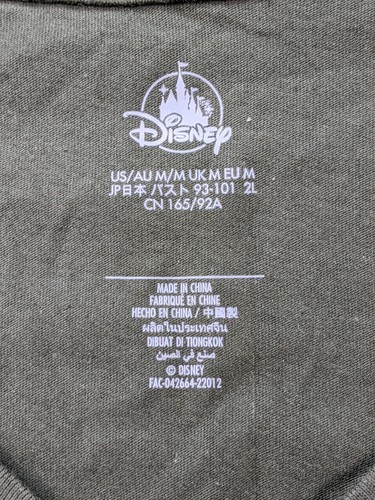 Disney
US/AU M/M UK M EU M
JP日本 バスト 93-101 2L
CN 165/92A
MADE IN CHINA
FABRIQUÉ EN CHINE
HECHO EN CHINA / 中國製
ผลิตในประเทศจีน
DIBUAT DI TIONGKOK
صنع في الصين
© DISNEY
FAC-042664-22012